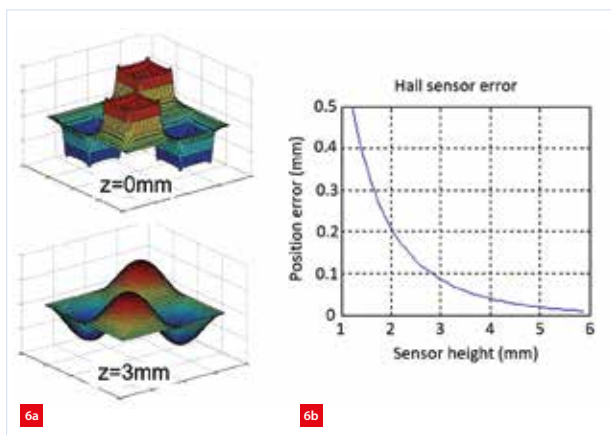 z=0mm
z=3mm
6a
Hall sensor error
Position error (mm)
0.5
0.4
0.3
0.2
0.1
0
1 2 3 4 5 6
Sensor height (mm)
6b